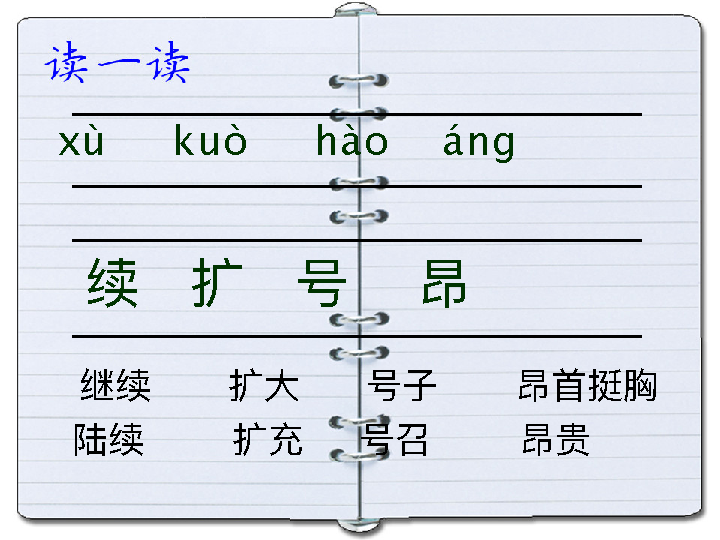 读一读
xù kuò hào áng
续 扩 号 昂
继续 扩大 号子 昂首挺胸
陆续 扩充 号召 昂贵